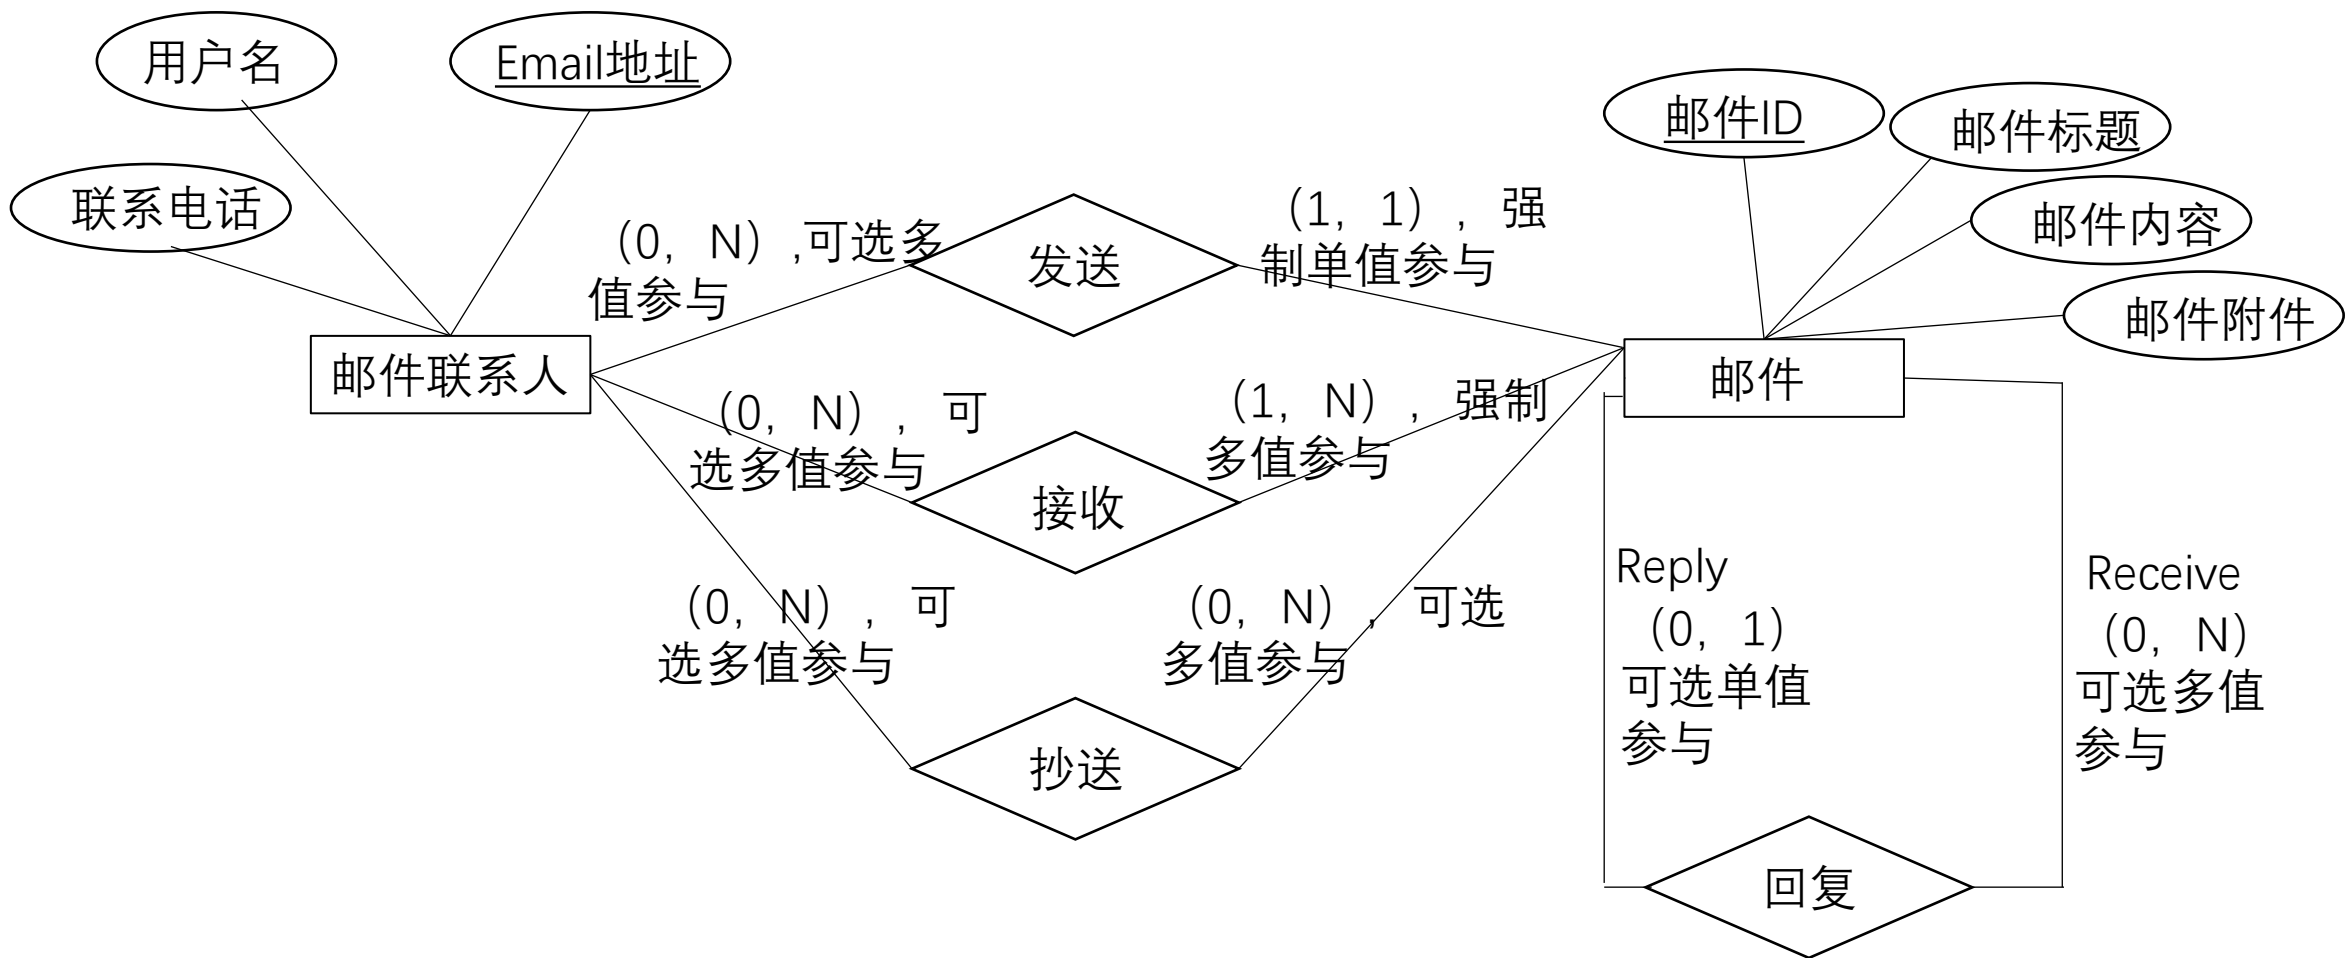 用户名
Email地址
联系电话
邮件联系人
（0，N）,可选多
值参与
发送
（1，1），强
制单值参与
（0，N），可
选多值参与
接收
（1，N），强制
多值参与
（0，N），可
选多值参与
抄送
（0，N），可选
多值参与
邮件ID
邮件标题
邮件内容
邮件附件
邮件
Reply
（0，1）
可选单值
参与
Receive
（0，N）
可选多值
参与
回复